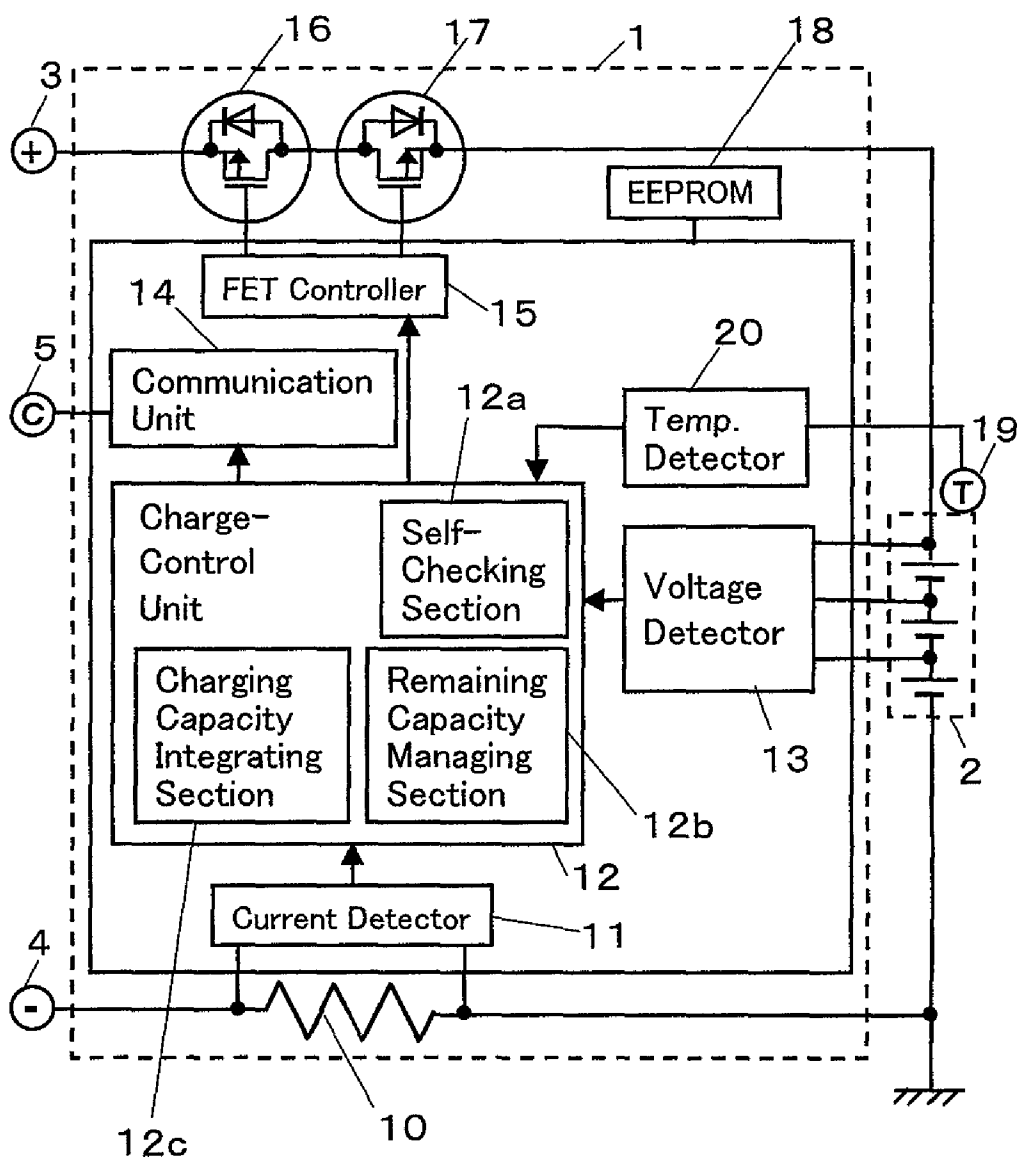 16
17
1
18
3
+
EEPROM
FET Controller
15
14
5
C
Communication
Unit
20
12a
Temp.
Detector
19
T
Charge-
Control
Unit
Self-
Checking
Section
Voltage
Detector
Charging
Capacity
Integrating
Section
Remaining
Capacity
Managing
Section
13
2
12b
12
Current Detector
11
4
-
10
12c